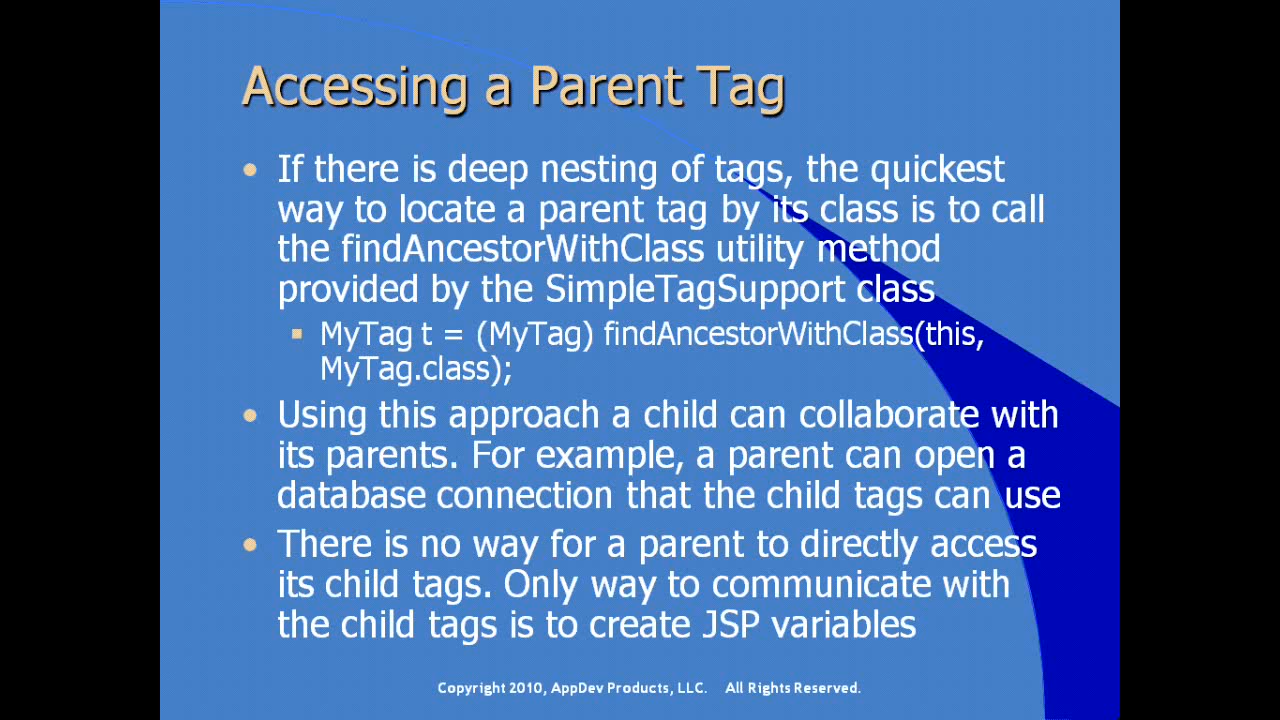 Accessing a Parent Tag
• If there is deep nesting of tags, the quickest
way to locate a parent tag by its class is to call
the findAncestorWithClass utility method
provided by the SimpleTagSupport class
▪ MyTag t = (MyTag) findAncestorWithClass(this,
MyTag.class);
• Using this approach a child can collaborate with
its parents. For example, a parent can open a
database connection that the child tags can use
• There is no way for a parent to directly access
its child tags. Only way to communicate with
the child tags is to create JSP variables
Copyright 2010, AppDev Products, LLC. All Rights Reserved.